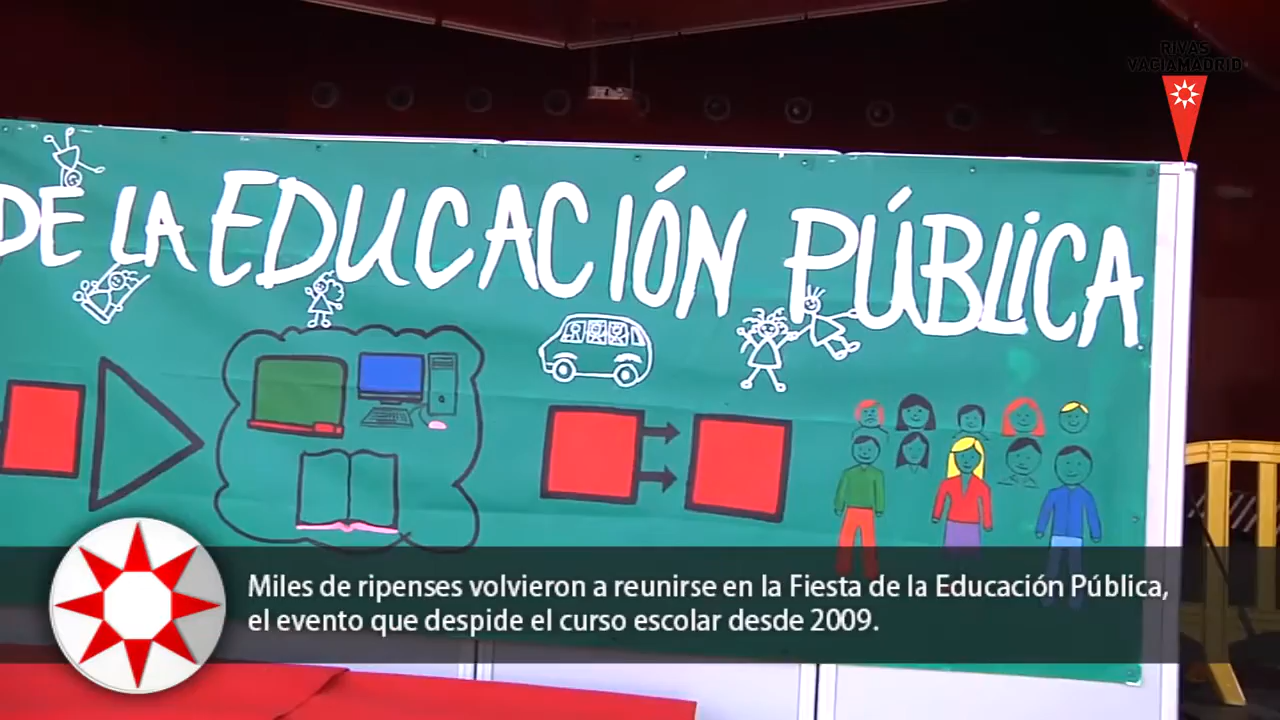 RIVAS
VACIAMADRID
DE LA EDUCACIÓN PÚBLICA
Miles de ripenses volvieron a reunirse en la Fiesta de la Educación Pública,
el evento que despide el curso escolar desde 2009.